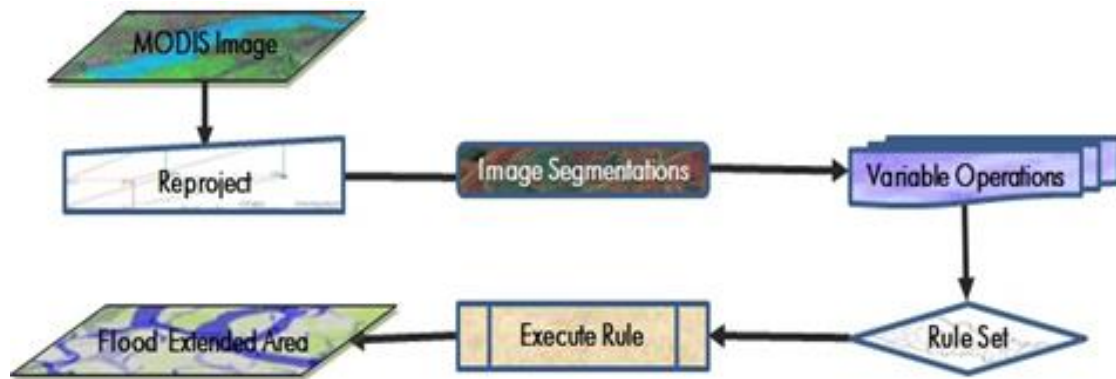 MODIS Image
Reproject
Image Segmentations
Variable Operations
Flood Extended Area
Execute Rule
Rule Set